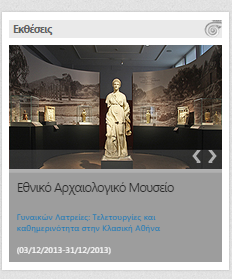 Εκθέσεις
Εθνικό Αρχαιολογικό Μουσείο
Γυναικών Λατρείες: Τελετουργίες και
καθημερινότητα στην Κλασική Αθήνα
(03/12/2013-31/12/2013)